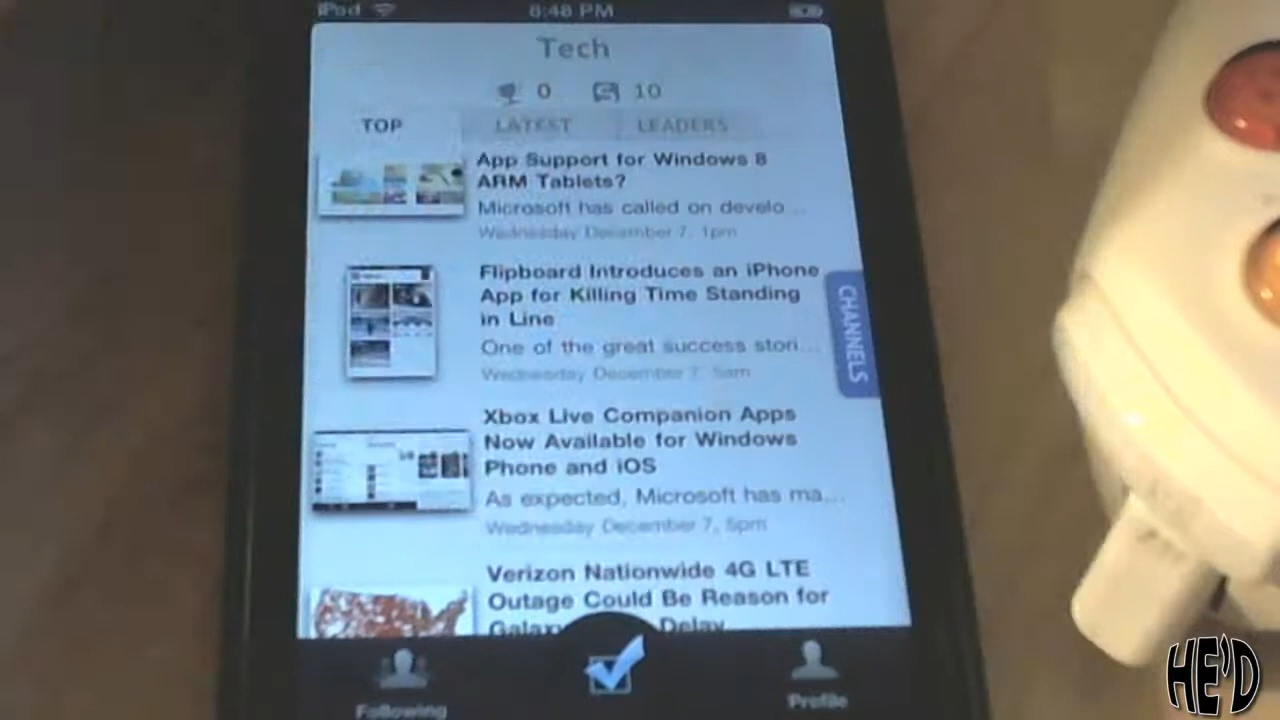 iPod 8:48 PM
Tech
0 10
TOP LATEST LEADERS
App Support for Windows 8
ARM Tablets?
Microsoft has called on develo...
Wednesday December 7, 1pm
Flipboard Introduces an iPhone
App for Killing Time Standing
in Line
One of the great success stori...
Wednesday December 7, 5am
CHANNELS
Xbox Live Companion Apps
Now Available for Windows
Phone and iOS
As expected, Microsoft has ma...
Wednesday December 7, 5pm
Verizon Nationwide 4G LTE
Outage Could Be Reason for
Galaxy Delay
Following Profile
HE'D